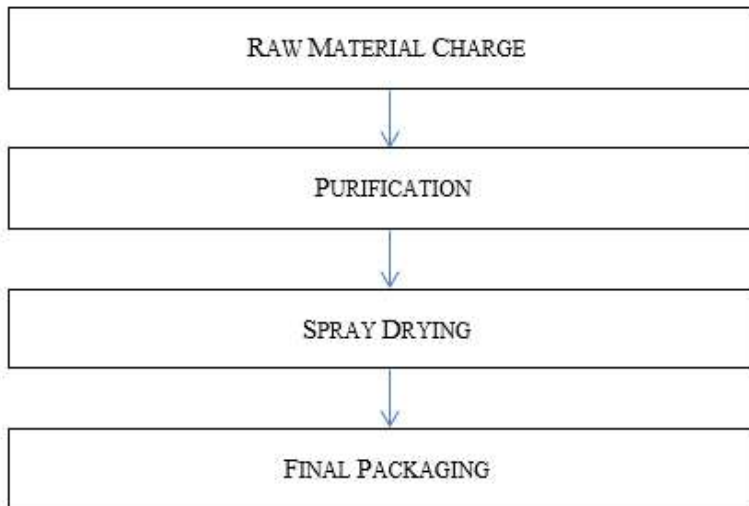 RAW MATERIAL CHARGE
PURIFICATION
SPRAY DRYING
FINAL PACKAGING